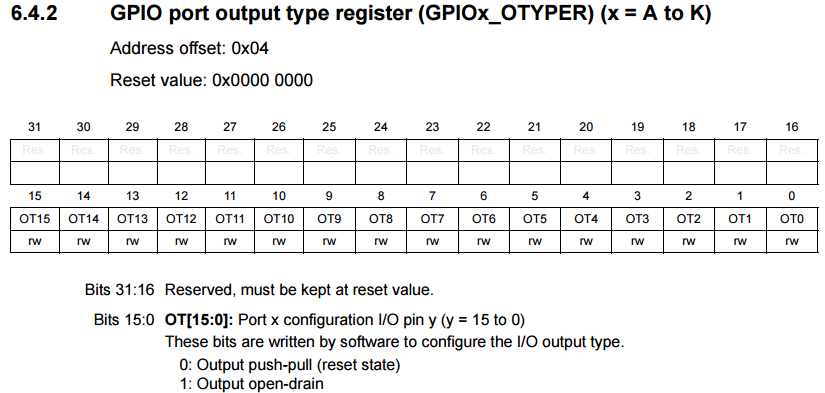 6.4.2 GPIO port output type register (GPIOx_OTYPER) (x = A to K)
Address offset: 0x04
Reset value: 0x0000 0000
31 30 29 28 27 26 25 24 23 22 21 20 19 18 17 16
Res. Res. Res. Res. Res. Res. Res. Res. Res. Res. Res. Res. Res. Res. Res. Res.
15 14 13 12 11 10 9 8 7 6 5 4 3 2 1 0
OT15 OT14 OT13 OT12 OT11 OT10 OT9 OT8 OT7 OT6 OT5 OT4 OT3 OT2 OT1 OT0
rw rw rw rw rw rw rw rw rw rw rw rw rw rw rw rw
Bits 31:16 Reserved, must be kept at reset value.
Bits 15:0 OT[15:0]: Port x configuration I/O pin y (y = 15 to 0)
These bits are written by software to configure the I/O output type.
0: Output push-pull (reset state)
1: Output open-drain